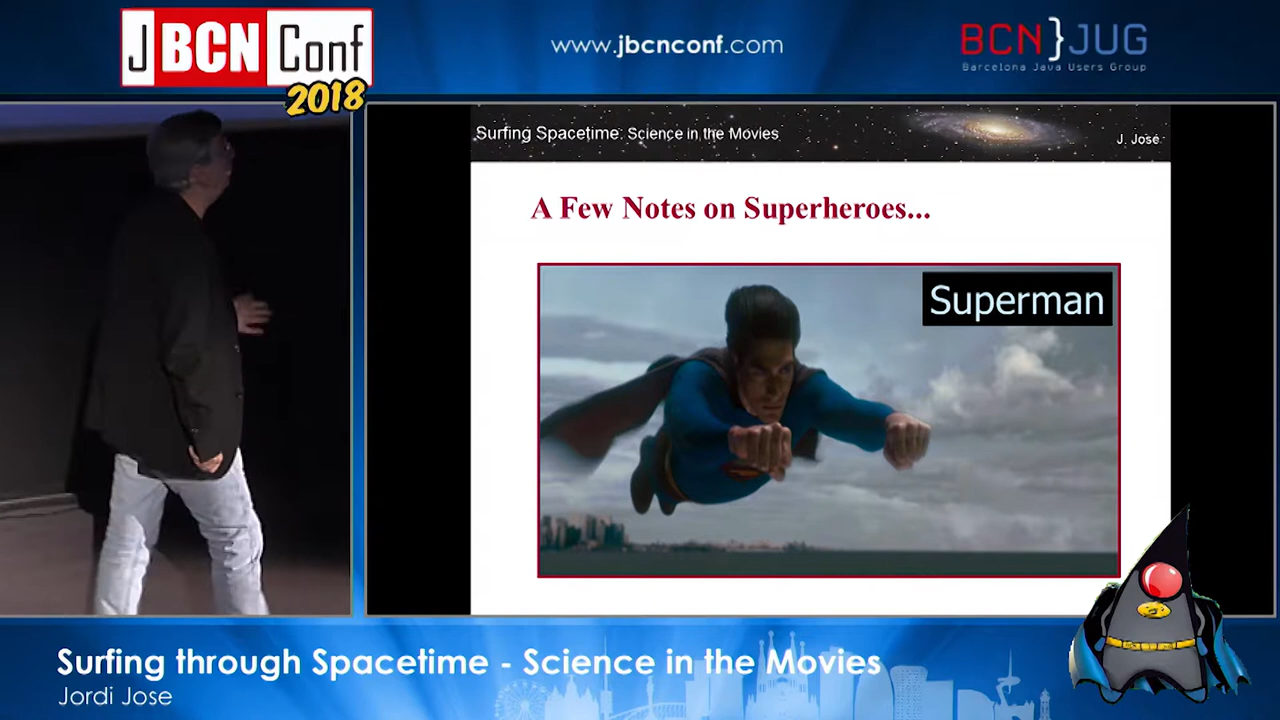 JBCN Conf
2018
www.jbcnconf.com
BCN}JUG
Barcelona Java Users Group
Surfing Spacetime: Science in the Movies
J. José
A Few Notes on Superheroes...
Superman
Surfing through Spacetime - Science in the Movies
Jordi Jose